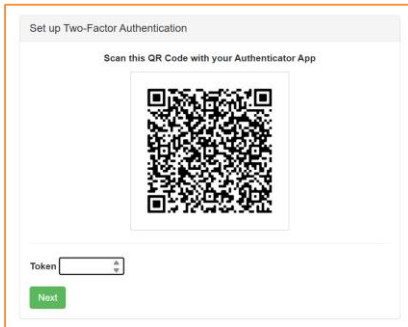 Set up Two-Factor Authentication
Scan this QR Code with your Authenticator App
Token
Next